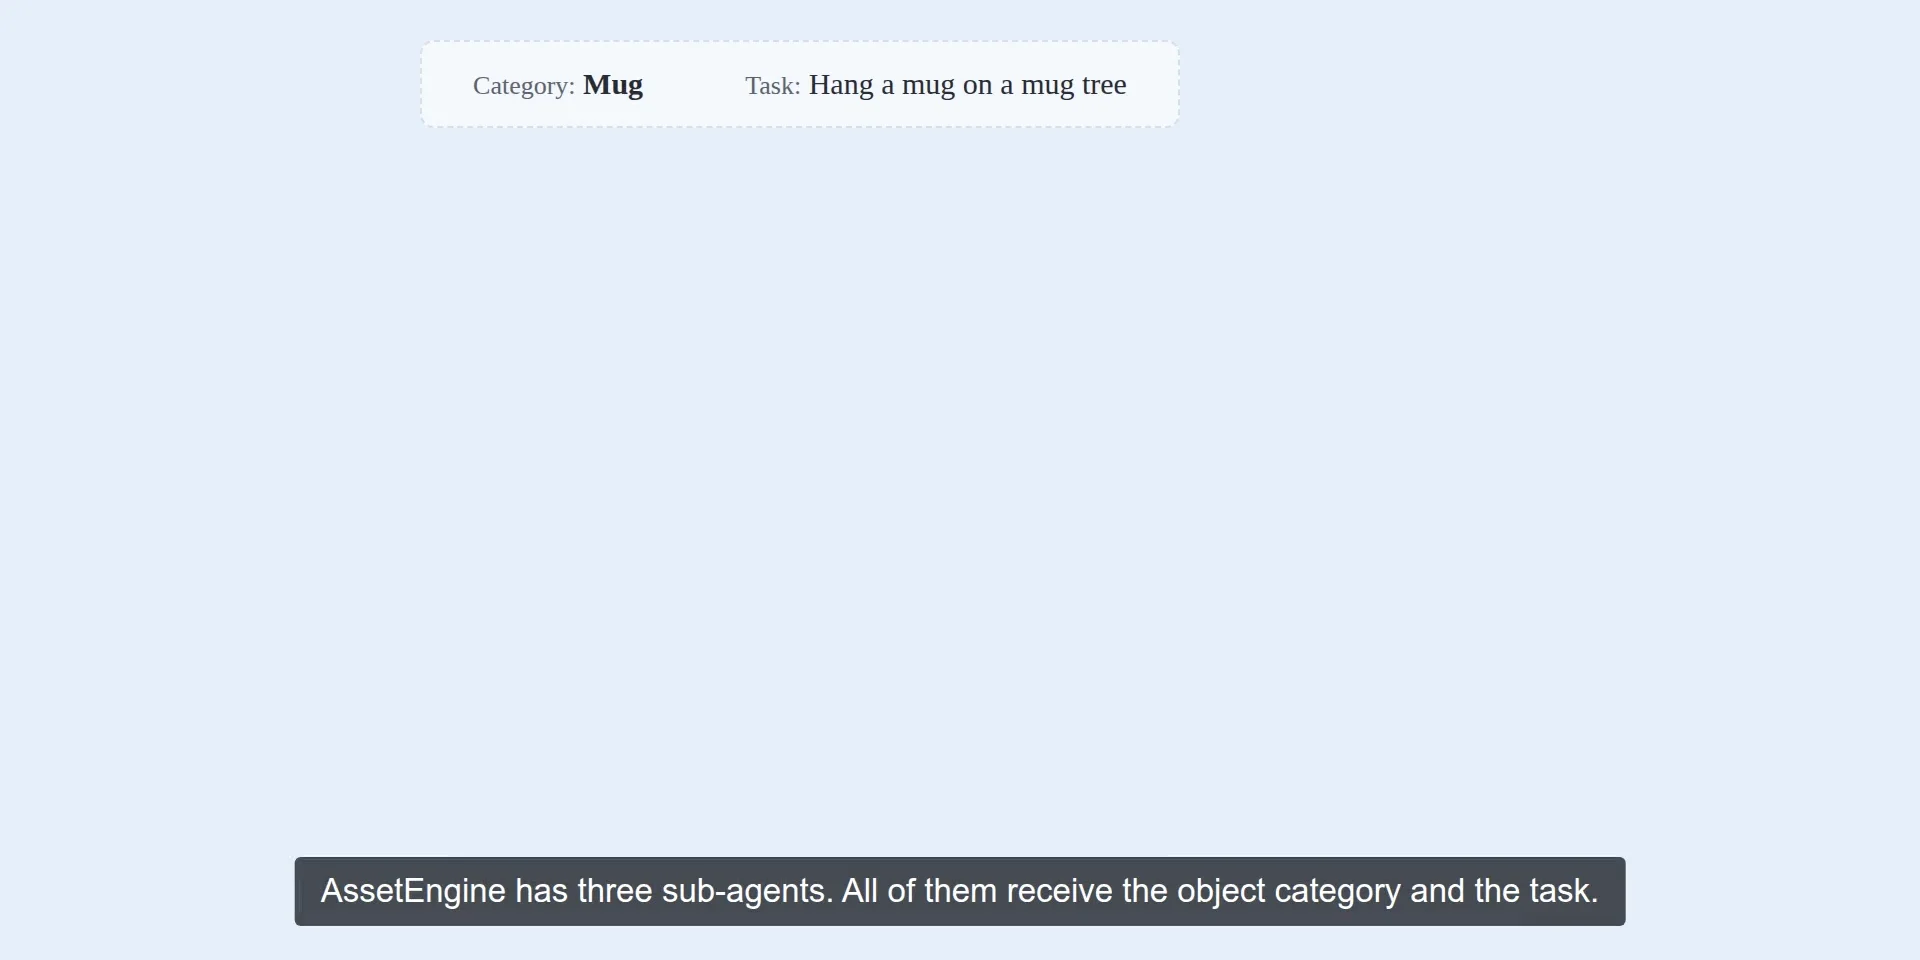 Category: Mug Task: Hang a mug on a mug tree
AssetEngine has three sub-agents. All of them receive the object category and the task.